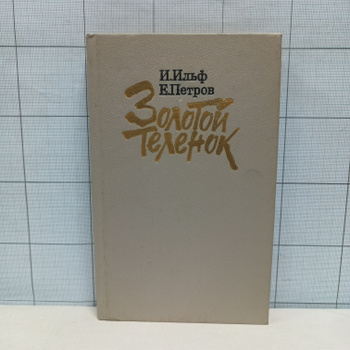 И.Ильф
Е.Петров
Золотой
теленок